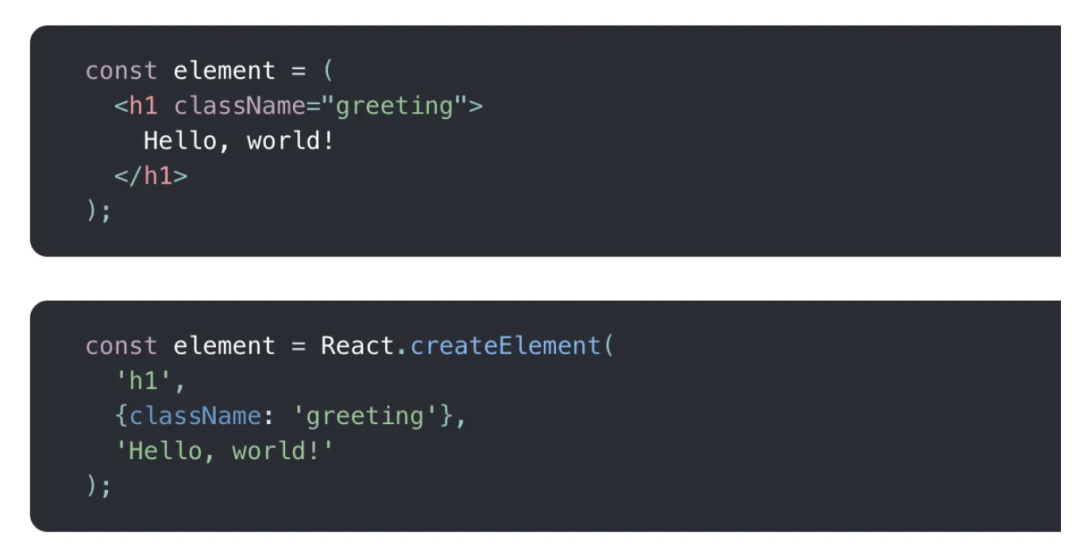 const element = (
  <h1 className="greeting">
    Hello, world!
  </h1>
);
const element = React.createElement(
  'h1',
  {className: 'greeting'},
  'Hello, world!'
);